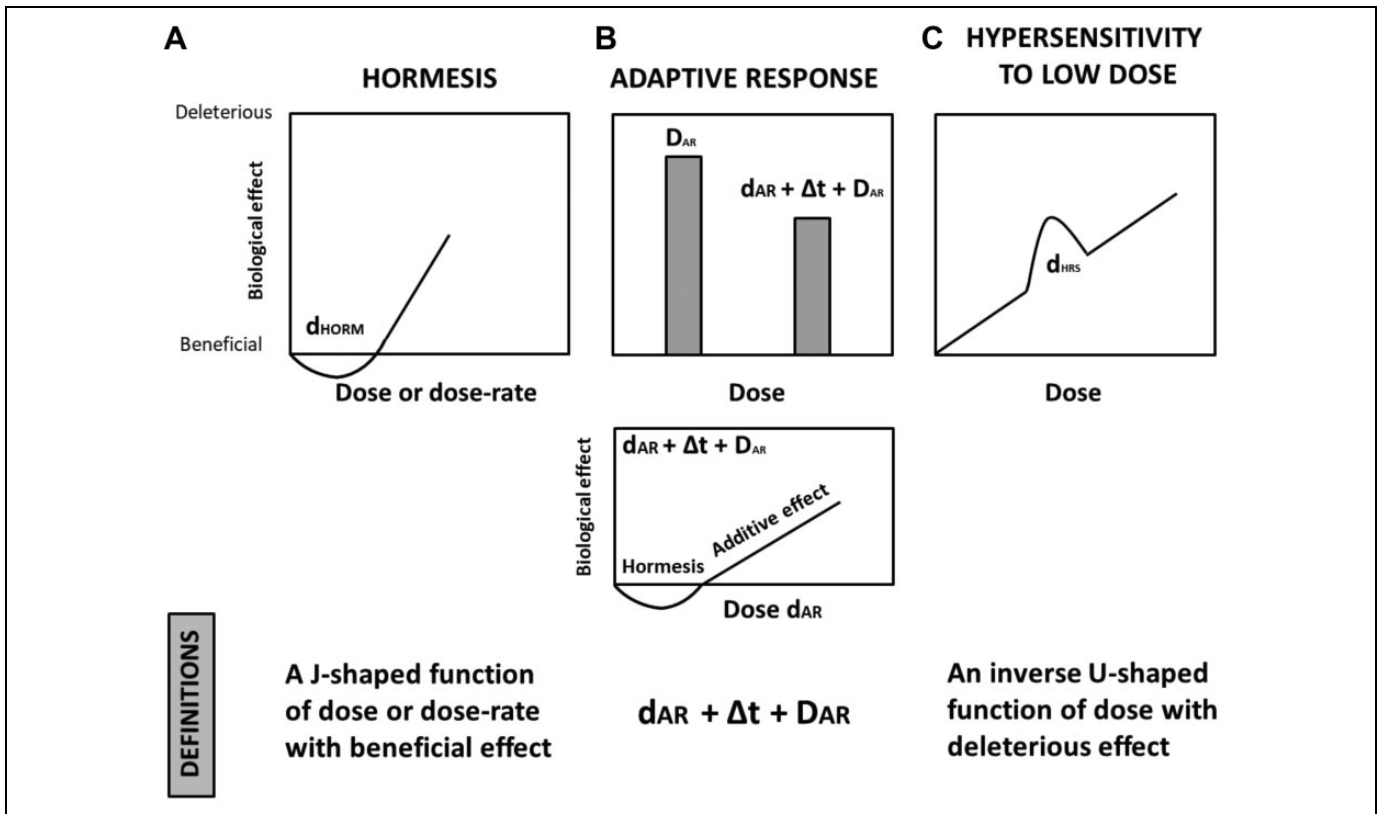 A
HORMESIS
Deleterious
Biological effect
Beneficial
dHORM
Dose or dose-rate
B
ADAPTIVE RESPONSE
DAR
dAR + Δt + DAR
Dose
Biological effect
dAR + Δt + DAR
Additive effect
Hormesis
Dose dAR
C HYPERSENSITIVITY
TO LOW DOSE
dHRS
Dose
DEFINITIONS
A J-shaped function
of dose or dose-rate
with beneficial effect
dAR + Δt + DAR
An inverse U-shaped
function of dose with
deleterious effect